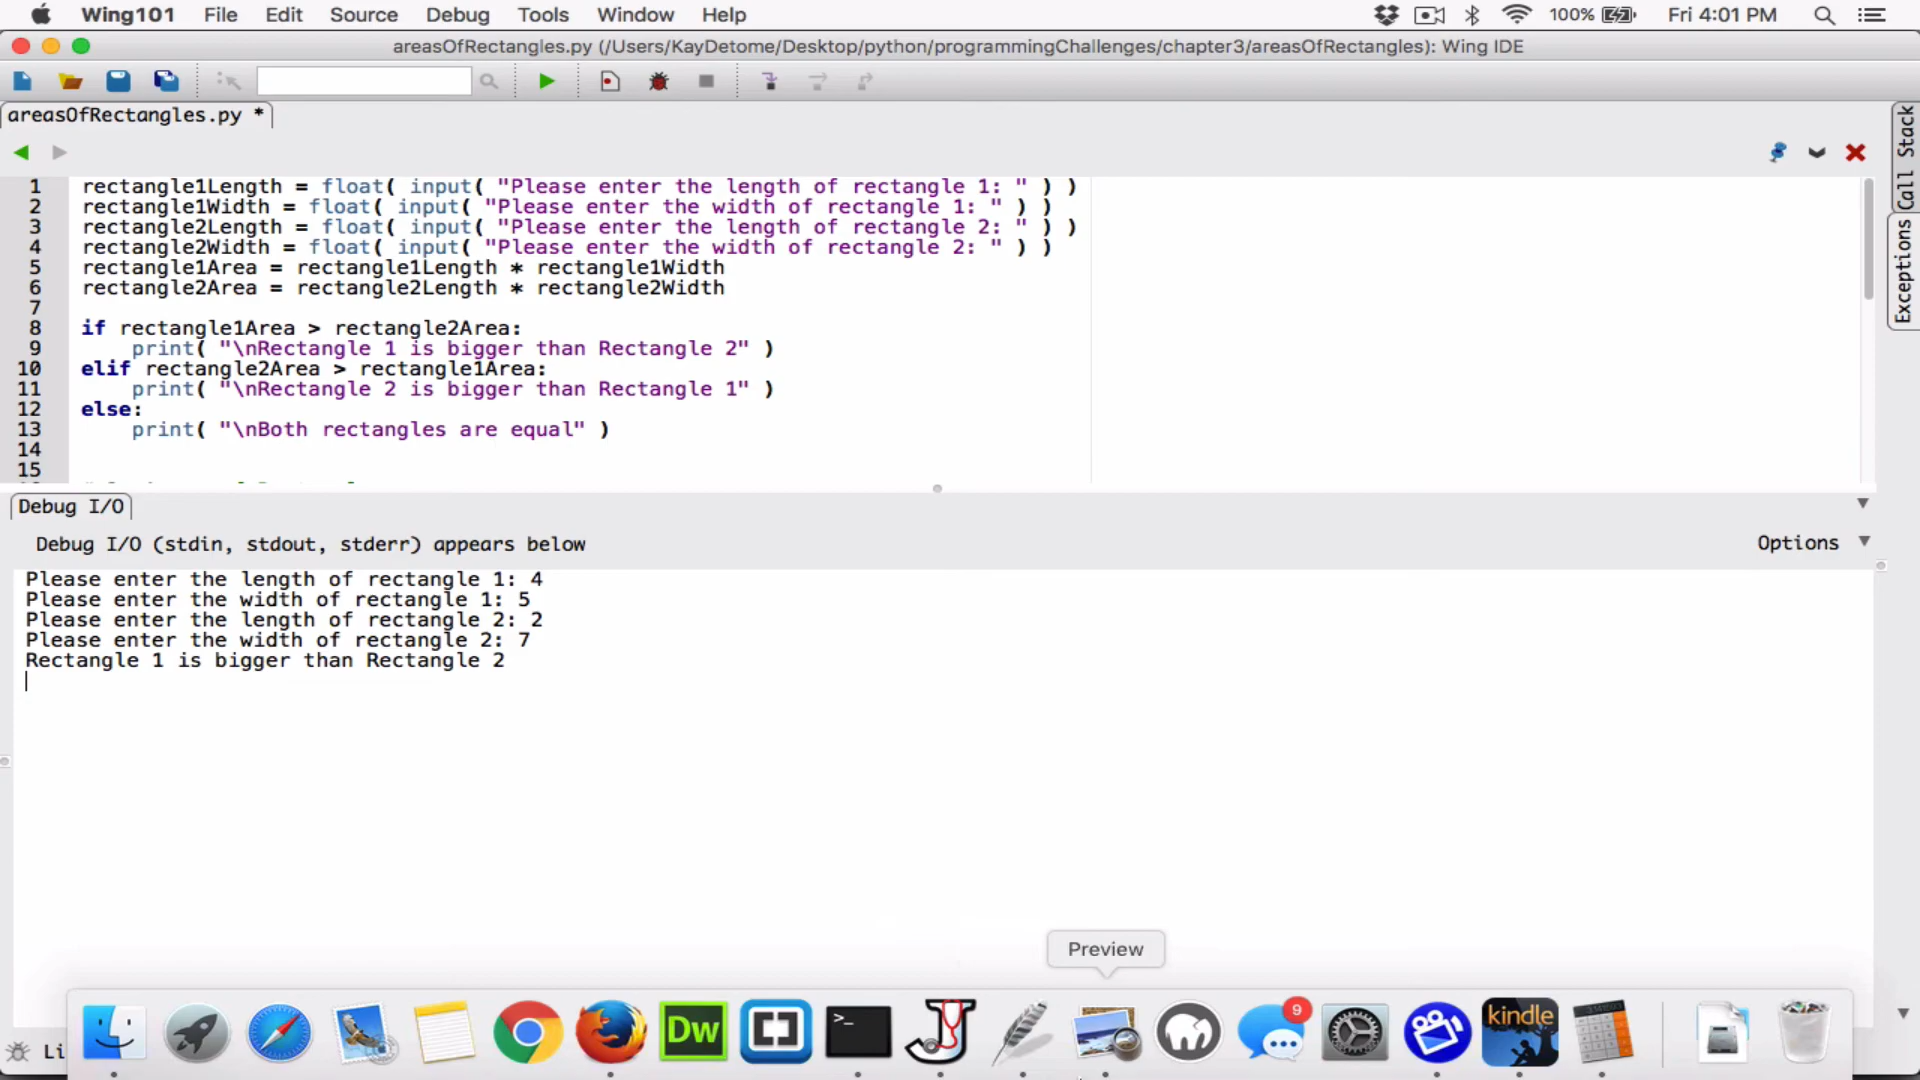 Wing101 File Edit Source Debug Tools Window Help 100% Fri 4:01 PM
areasOfRectangles.py (/Users/KayDetome/Desktop/python/programmingChallenges/chapter3/areasOfRectangles): Wing IDE
areasOfRectangles.py *
Call Stack
Exceptions
1 rectangle1Length = float( input( "Please enter the length of rectangle 1: " ) )
2 rectangle1Width = float( input( "Please enter the width of rectangle 1: " ) )
3 rectangle2Length = float( input( "Please enter the length of rectangle 2: " ) )
4 rectangle2Width = float( input( "Please enter the width of rectangle 2: " ) )
5 rectangle1Area = rectangle1Length * rectangle1Width
6 rectangle2Area = rectangle2Length * rectangle2Width
7
8 if rectangle1Area > rectangle2Area:
9 print( "\nRectangle 1 is bigger than Rectangle 2" )
10 elif rectangle2Area > rectangle1Area:
11 print( "\nRectangle 2 is bigger than Rectangle 1" )
12 else:
13 print( "\nBoth rectangles are equal" )
14
15
Debug I/O
Debug I/O (stdin, stdout, stderr) appears below Options
Please enter the length of rectangle 1: 4
Please enter the width of rectangle 1: 5
Please enter the length of rectangle 2: 2
Please enter the width of rectangle 2: 7
Rectangle 1 is bigger than Rectangle 2
Preview
Li
Dw
>_
9
kindle